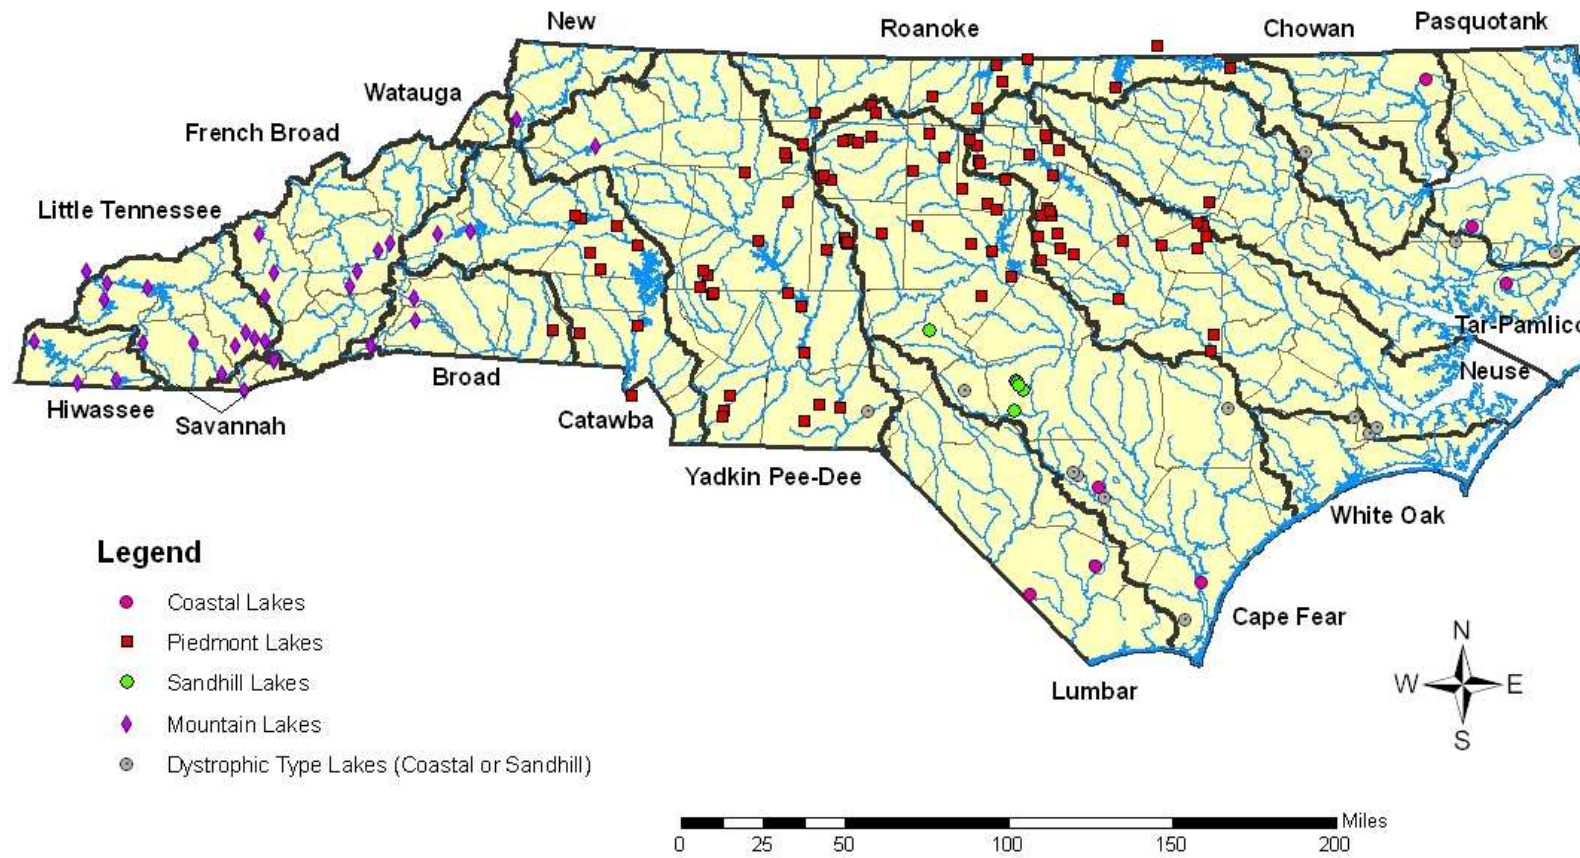 New
Roanoke
Chowan
Pasquotank
Watauga
French Broad
Little Tennessee
Tar-Pamlico
Neuse
Hiwassee
Savannah
Broad
Catawba
Yadkin Pee-Dee
White Oak
Cape Fear
Lumbar
Legend
Coastal Lakes
Piedmont Lakes
Sandhill Lakes
Mountain Lakes
Dystrophic Type Lakes (Coastal or Sandhill)
N
W E
S
Miles
0 25 50 100 150 200